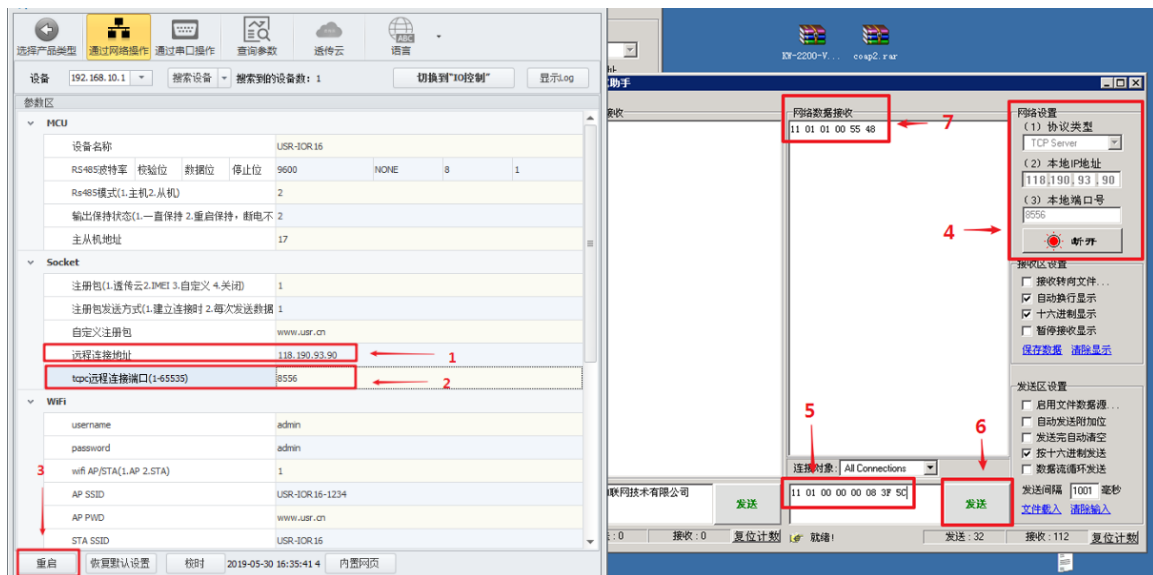 选择产品类型 通过网络操作 通过串口操作 查询参数 透传云 语言
设备 192.168.10.1 搜索设备 搜索到的设备数：1 切换到"IO控制" 显示Log
参数区
MCU
设备名称 USR-IOR16
RS485波特率 校验位 数据位 停止位 9600 NONE 8 1
Rs485模式(1.主机2.从机) 2
输出保持状态(1.一直保持 2.重启保持，断电不 2
主从机地址 17
Socket
注册包(1.透传云2.IMEI 3.自定义 4.关闭) 1
注册包发送方式(1.建立连接时 2.每次发送数据 1
自定义注册包 www.usr.cn
远程连接地址 118.190.93.90 1
tcpc远程连接端口(1-65535) 8556 2
WiFi
username admin
password admin
3 wifi AP/STA(1.AP 2.STA) 1
AP SSID USR-IOR16-1234
AP PWD www.usr.cn
STA SSID USR-IOR16
重启 恢复默认设置 校时 2019-05-30 16:35:41 4 内置网页
KW-2200-V... coap2.rar
助手
网络数据接收
11 01 01 00 55 48 7
网络设置
(1) 协议类型
TCP Server
(2) 本地IP地址
118.190.93.90
(3) 本地端口号
8556
4 断开
接收区设置
接收转向文件...
自动换行显示
十六进制显示
暂停接收显示
保存数据 清除显示
发送区设置
启用文件数据源...
自动发送附加位
发送完自动清空
按十六进制发送
数据流循环发送
发送间隔 1001 毫秒
文件载入 清除输入
5 6
连接对象: All Connections
联网技术有限公司 发送 11 01 00 00 00 08 3F 5C 发送
:0 接收:0 复位计数 就绪! 发送:32 接收:112 复位计数